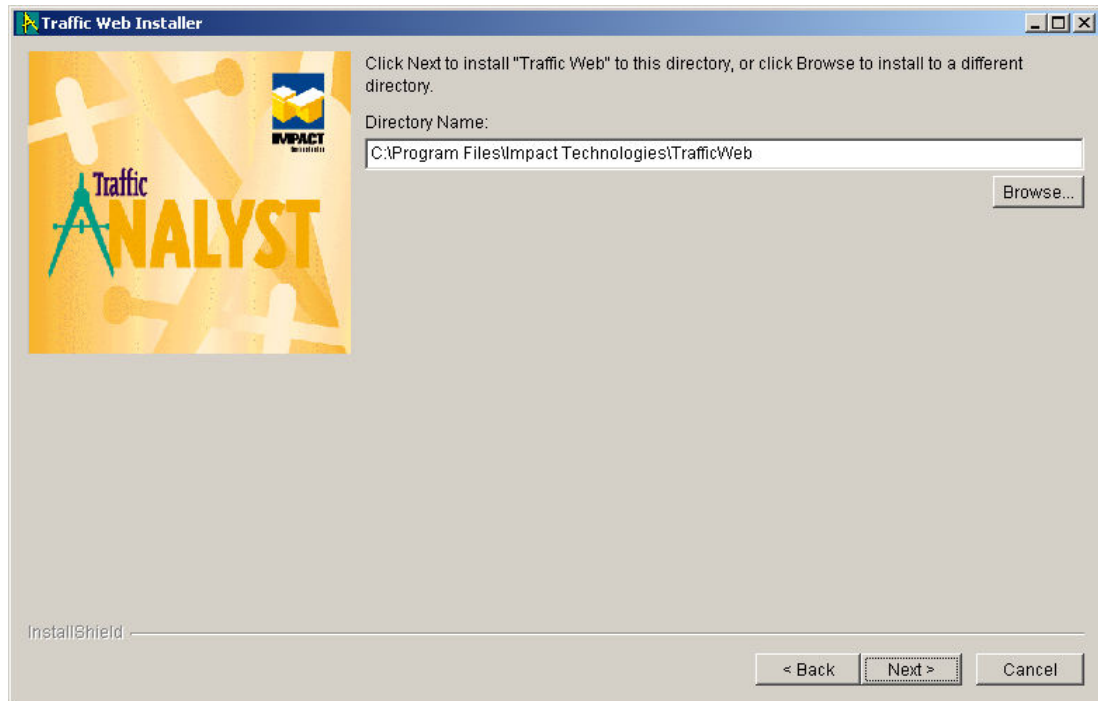 Traffic Web Installer
Click Next to install "Traffic Web" to this directory, or click Browse to install to a different
directory.
Directory Name:
C:\Program Files\Impact Technologies\TrafficWeb
Browse...
IMPACT
Traffic
ANALYST
InstallShield
< Back
Next >
Cancel